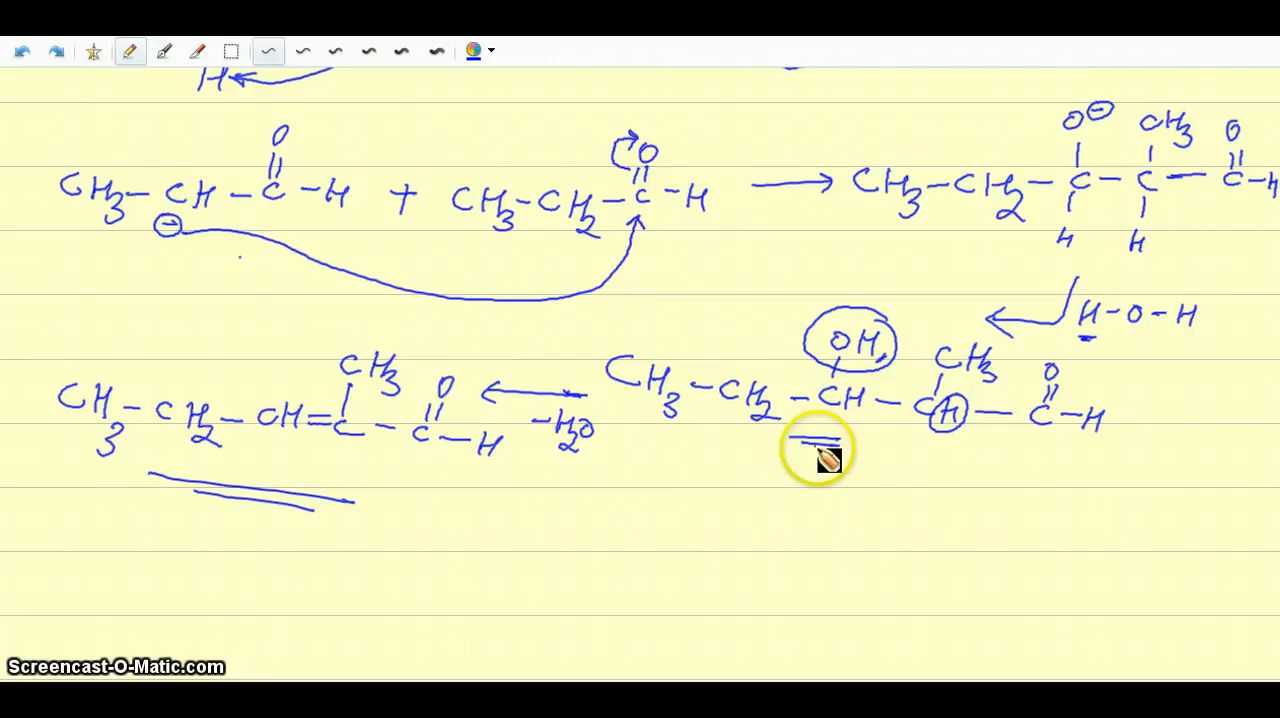 H
O O⊖ CH3 O
CH3 – CH – C – H + CH3 – CH2 – C – H → CH3 – CH2 – C – C – C – H
⊖ H H
H – O – H
CH3 O OH CH3 O
CH3 – CH2 – CH = C – C – H ← –H2O CH3 – CH2 – CH – CH – C – H
Screencast-O-Matic.com